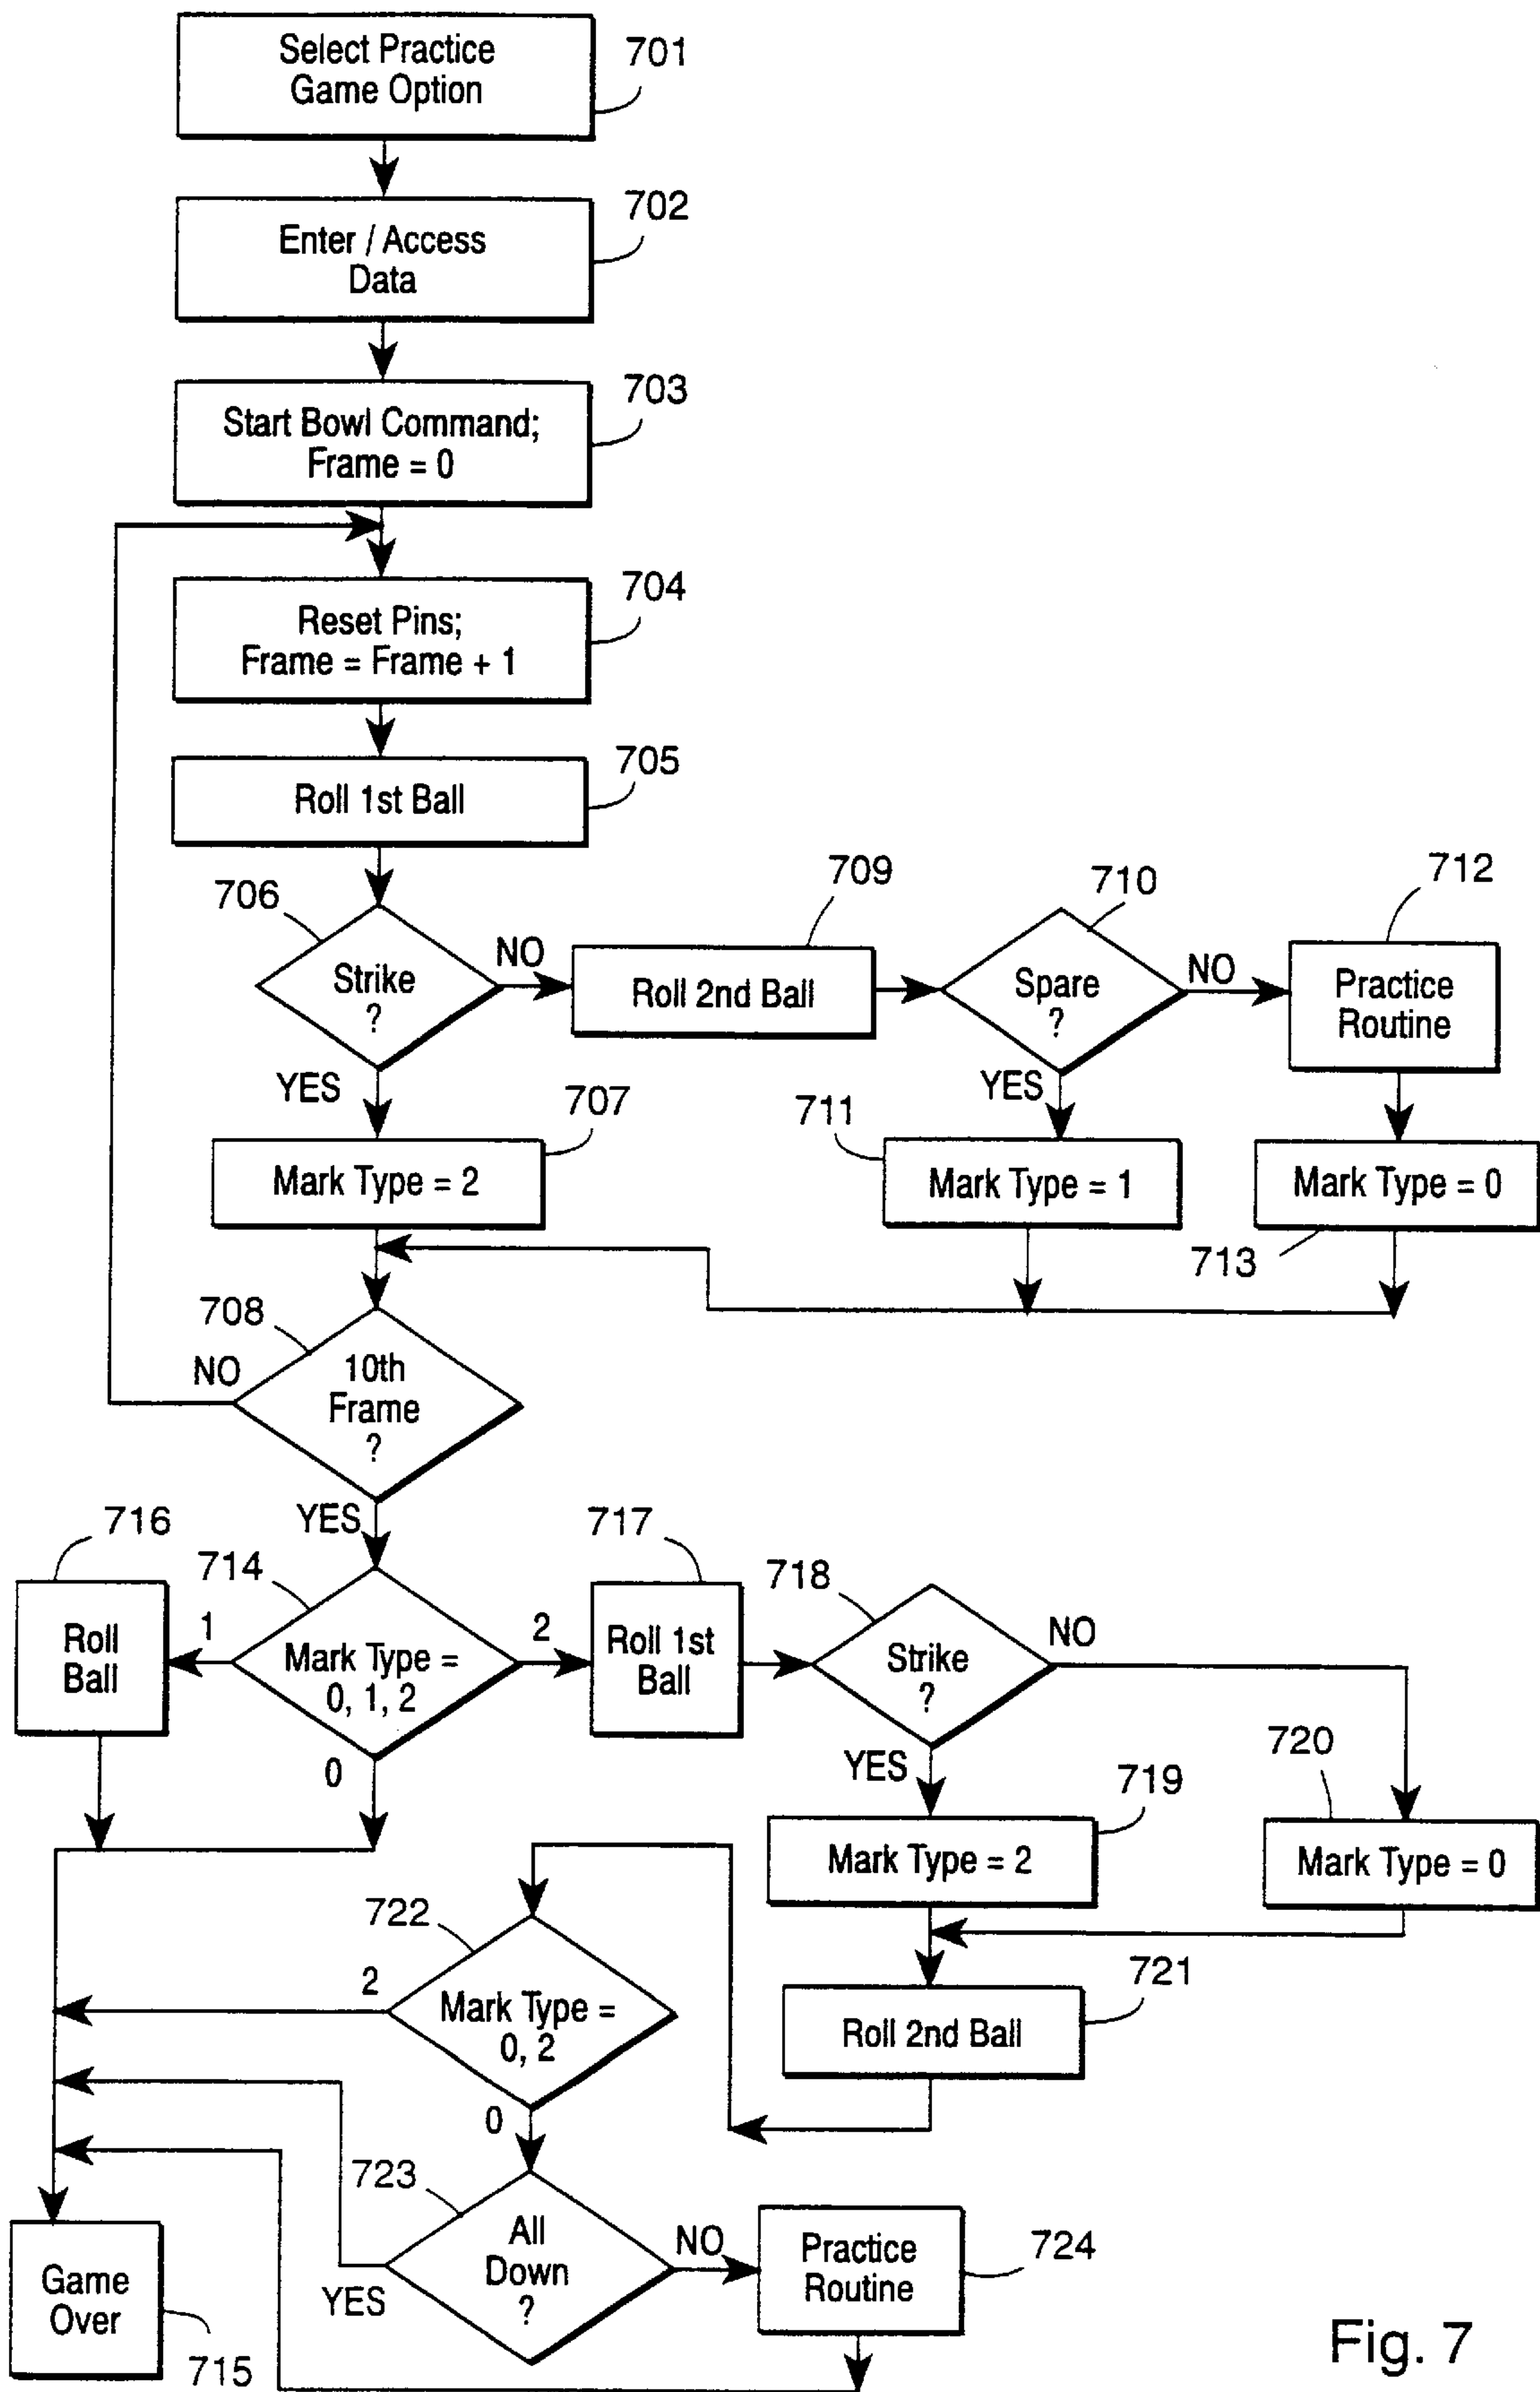 Select Practice
Game Option
701
702
Enter / Access
Data
703
Start Bowl Command;
Frame = 0
704
Reset Pins;
Frame = Frame + 1
705
Roll 1st Ball
706
Strike
?
NO
YES
709
Roll 2nd Ball
710
Spare
?
NO
YES
712
Practice
Routine
707
Mark Type = 2
711
Mark Type = 1
Mark Type = 0
713
708
10th
Frame
?
NO
YES
716
Roll
Ball
714
1
Mark Type =
0, 1, 2
2
0
717
Roll 1st
Ball
718
Strike
?
NO
YES
719
Mark Type = 2
720
Mark Type = 0
721
Roll 2nd Ball
722
2
Mark Type =
0, 2
0
723
All
Down
?
NO
YES
Practice
Routine
724
Game
Over
715
Fig. 7